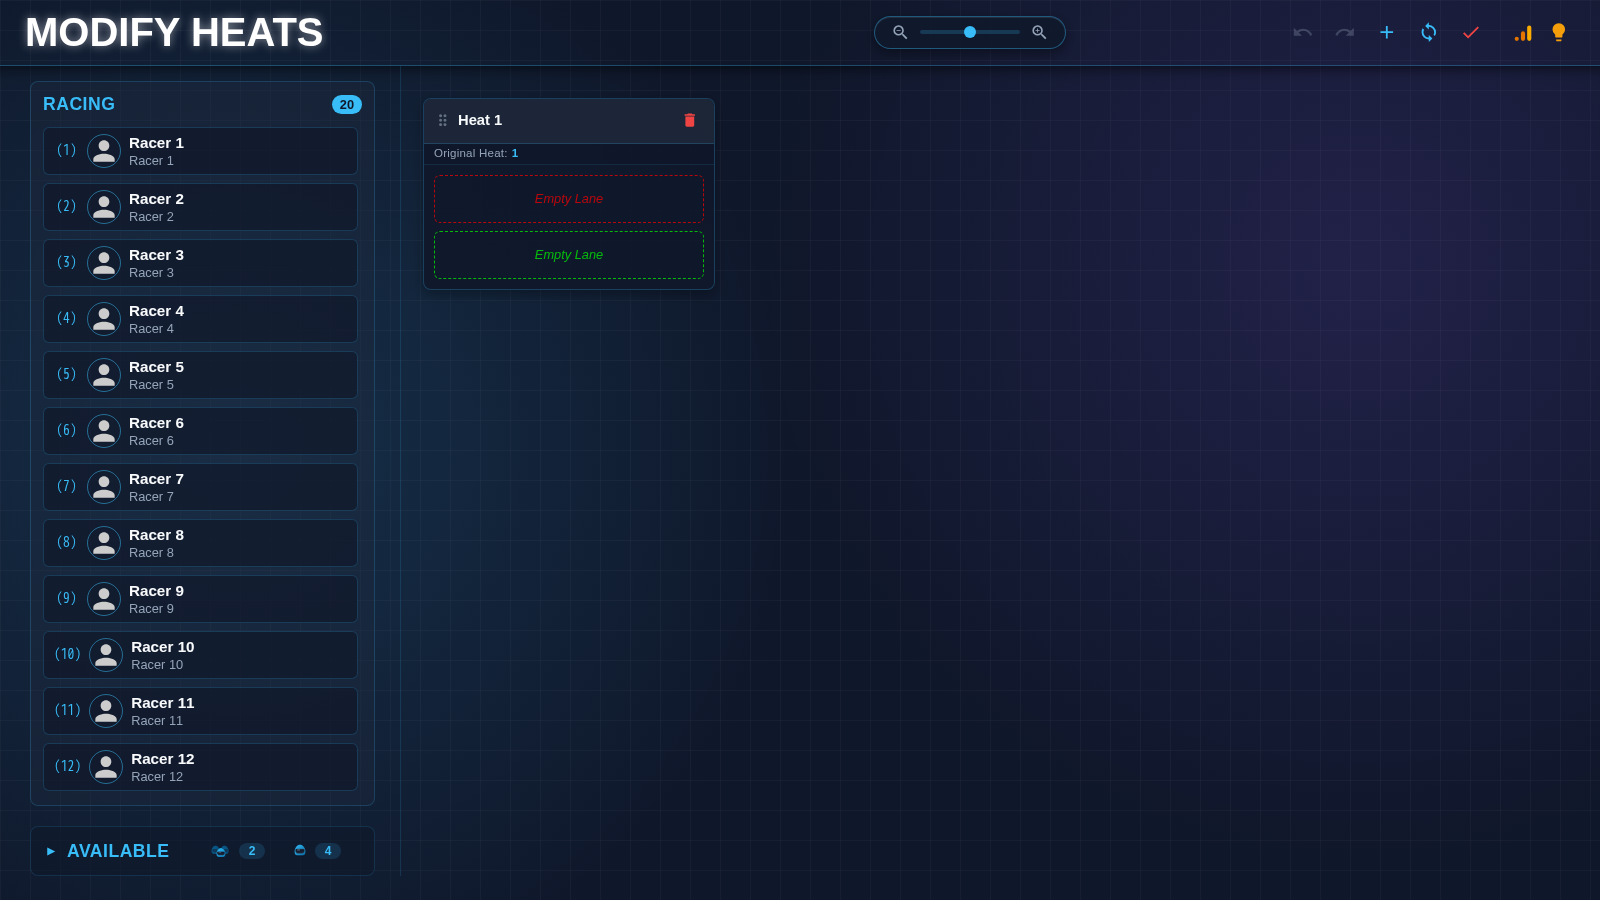 MODIFY HEATS
RACING 20
(1) Racer 1
Racer 1
(2) Racer 2
Racer 2
(3) Racer 3
Racer 3
(4) Racer 4
Racer 4
(5) Racer 5
Racer 5
(6) Racer 6
Racer 6
(7) Racer 7
Racer 7
(8) Racer 8
Racer 8
(9) Racer 9
Racer 9
(10) Racer 10
Racer 10
(11) Racer 11
Racer 11
(12) Racer 12
Racer 12
AVAILABLE 2 4
Heat 1
Original Heat: 1
Empty Lane
Empty Lane